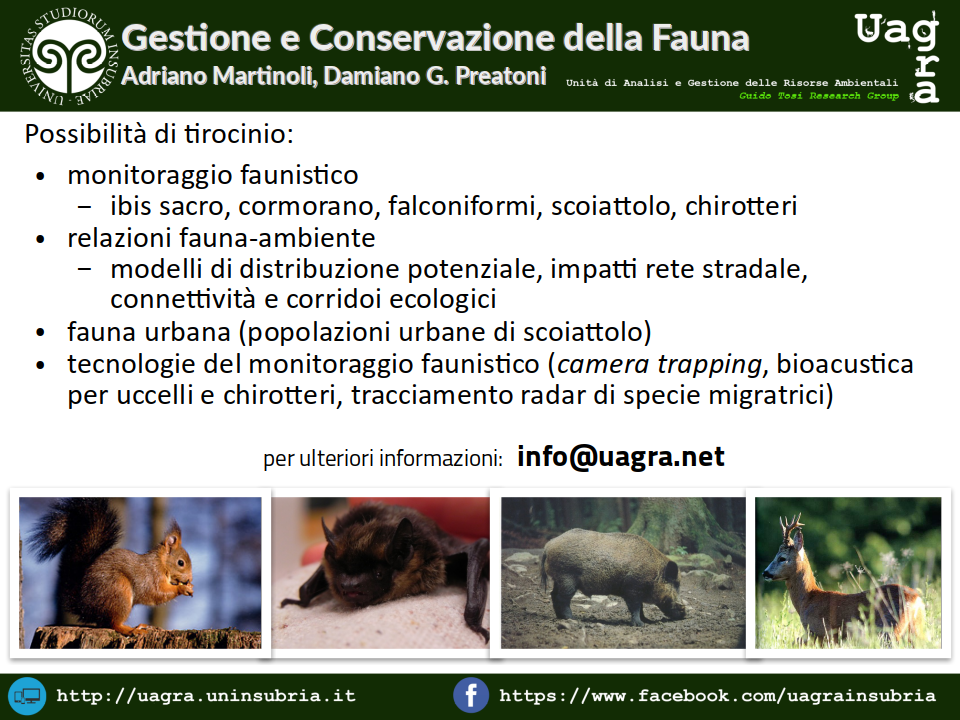 UNIVERSITAS STUDIORUM INSUBRIAE
Gestione e Conservazione della Fauna
Adriano Martinoli, Damiano G. Preatoni
Uagra
Unità di Analisi e Gestione delle Risorse Ambientali
Guido Tosi Research Group
Possibilità di tirocinio:
• monitoraggio faunistico
– ibis sacro, cormorano, falconiformi, scoiattolo, chirotteri
• relazioni fauna-ambiente
– modelli di distribuzione potenziale, impatti rete stradale,
connettività e corridoi ecologici
• fauna urbana (popolazioni urbane di scoiattolo)
• tecnologie del monitoraggio faunistico (camera trapping, bioacustica
per uccelli e chirotteri, tracciamento radar di specie migratrici)
per ulteriori informazioni: info@uagra.net
http://uagra.uninsubria.it
https://www.facebook.com/uagrainsubria